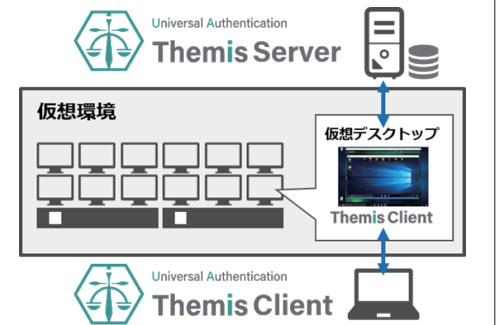 Universal Authentication
Themis Server
仮想環境
仮想デスクトップ
Themis Client
Universal Authentication
Themis Client